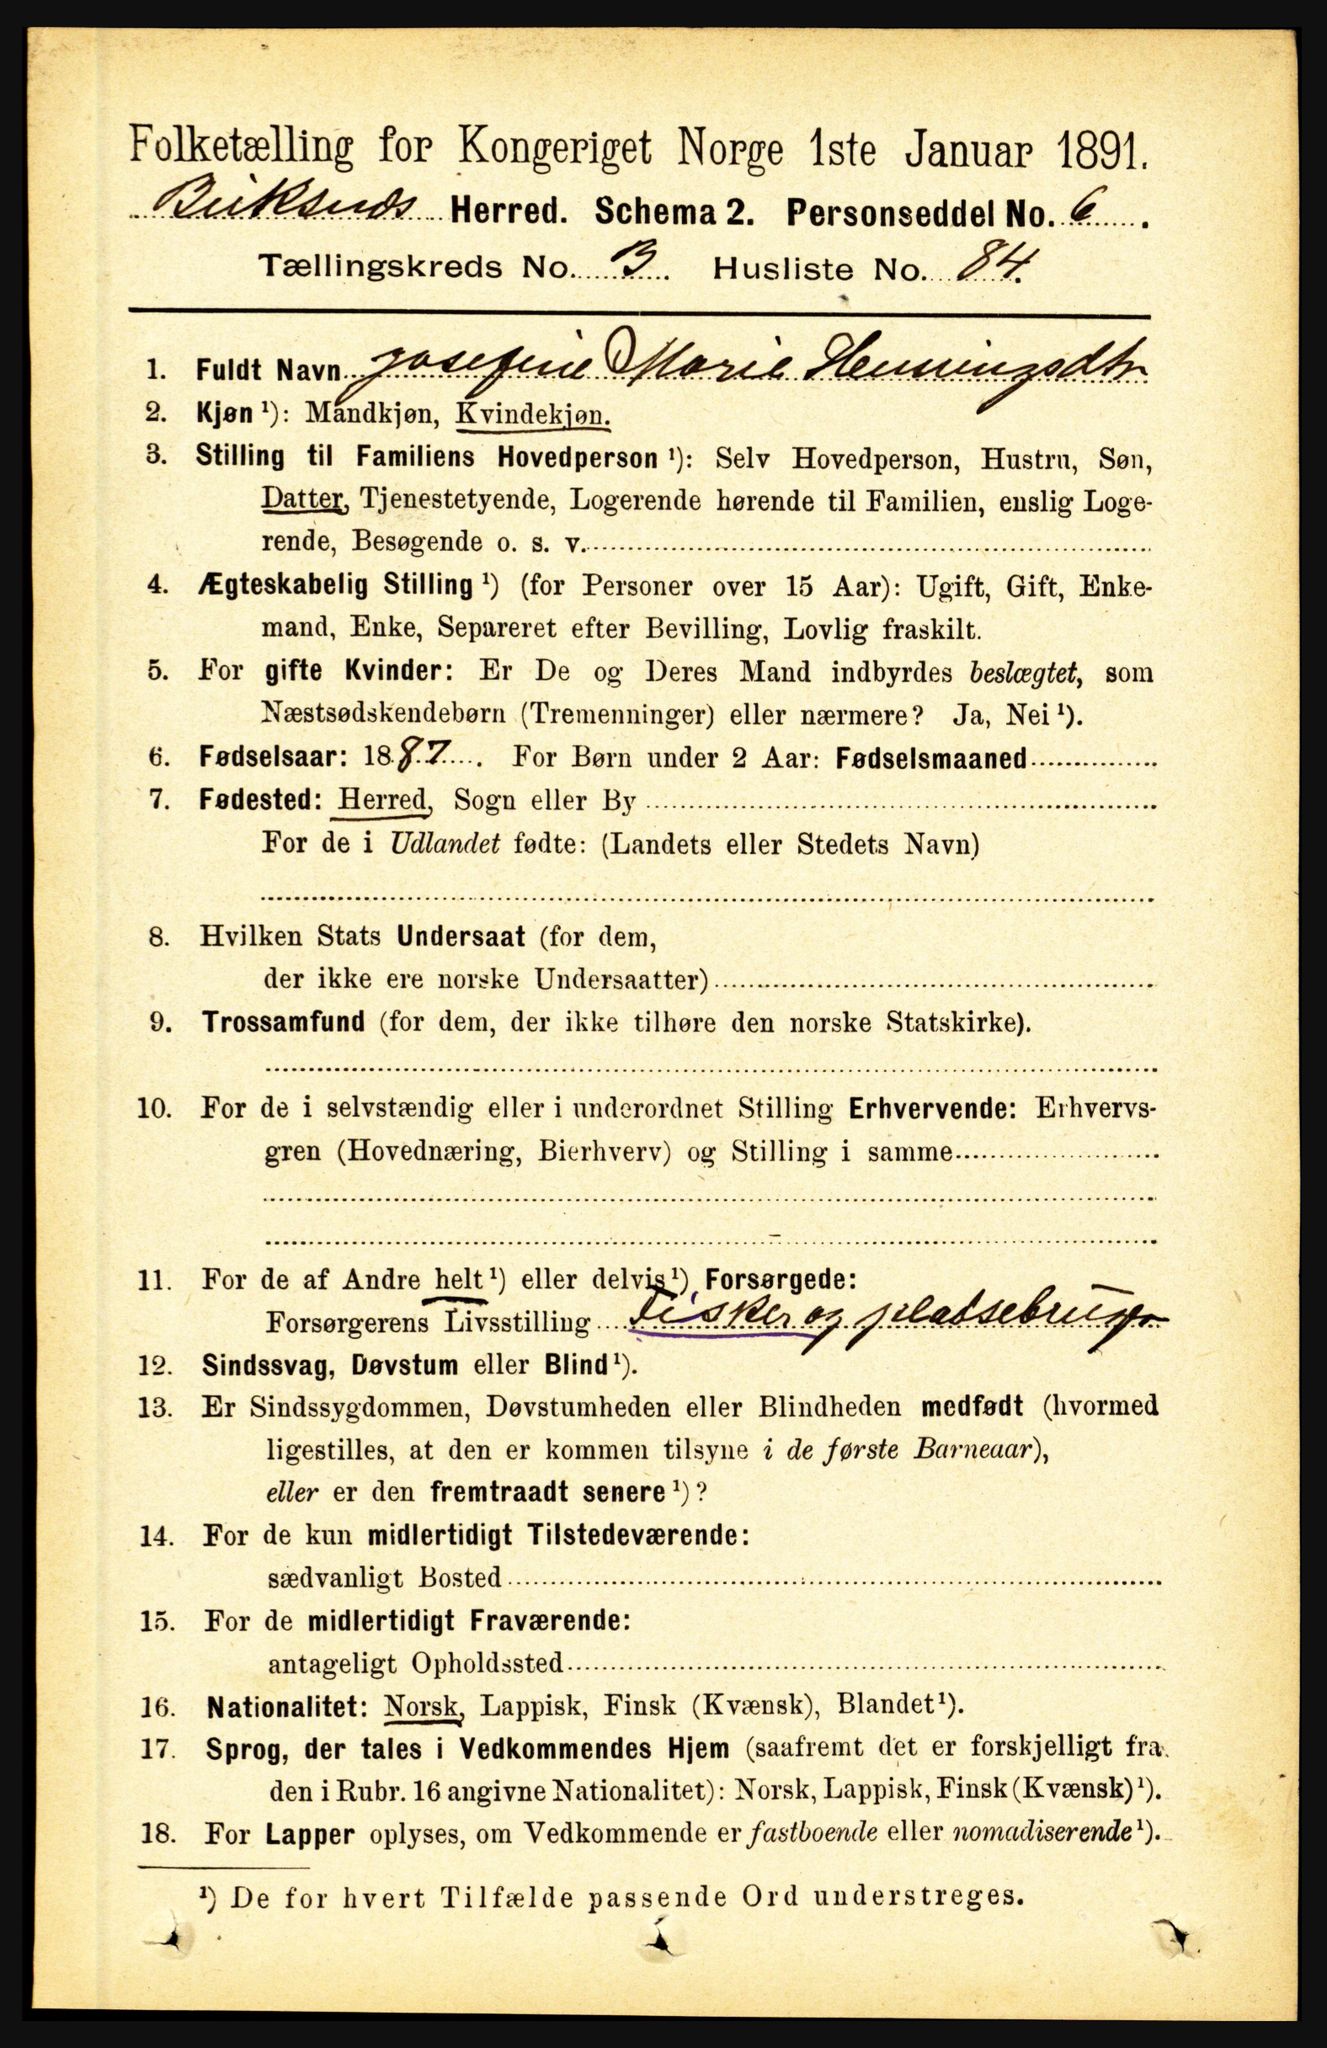 Folketælling for Kongeriget Norge 1ste Januar 1891.
Buksnæs Herred. Schema 2. Personseddel No. 6.
Tællingskreds No. 3. Husliste No. 84.
1. Fuldt Navn Josefine Marie Henningsdtr
2. Kjøn ¹): Mandkjøn, Kvindekjøn.
3. Stilling til Familiens Hovedperson ¹): Selv Hovedperson, Hustru, Søn,
Datter, Tjenestetyende, Logerende hørende til Familien, enslig Loge-
rende, Besøgende o. s. v.
4. Ægteskabelig Stilling ¹) (for Personer over 15 Aar): Ugift, Gift, Enke-
mand, Enke, Separeret efter Bevilling, Lovlig fraskilt.
5. For gifte Kvinder: Er De og Deres Mand indbyrdes beslægtet, som
Næstsødskendebørn (Tremenninger) eller nærmere? Ja, Nei ¹).
6. Fødselsaar: 1887. For Børn under 2 Aar: Fødselsmaaned
7. Fødested: Herred, Sogn eller By
For de i Udlandet fødte: (Landets eller Stedets Navn)
8. Hvilken Stats Undersaat (for dem,
der ikke ere norske Undersaatter)
9. Trossamfund (for dem, der ikke tilhøre den norske Statskirke).
10. For de i selvstændig eller i underordnet Stilling Erhvervende: Erhvervs-
gren (Hovednæring, Bierhverv) og Stilling i samme
11. For de af Andre helt ¹) eller delvis ¹) Forsørgede:
Forsørgerens Livsstilling Fisker og pladsebruger
12. Sindssvag, Døvstum eller Blind ¹).
13. Er Sindssygdommen, Døvstumheden eller Blindheden medfødt (hvormed
ligestilles, at den er kommen tilsyne i de første Barneaar),
eller er den fremtraadt senere ¹)?
14. For de kun midlertidigt Tilstedeværende:
sædvanligt Bosted
15. For de midlertidigt Fraværende:
antageligt Opholdssted
16. Nationalitet: Norsk, Lappisk, Finsk (Kvænsk), Blandet ¹).
17. Sprog, der tales i Vedkommendes Hjem (saafremt det er forskjelligt fra
den i Rubr. 16 angivne Nationalitet): Norsk, Lappisk, Finsk (Kvænsk) ¹).
18. For Lapper oplyses, om Vedkommende er fastboende eller nomadiserende ¹).
¹) De for hvert Tilfælde passende Ord understreges.